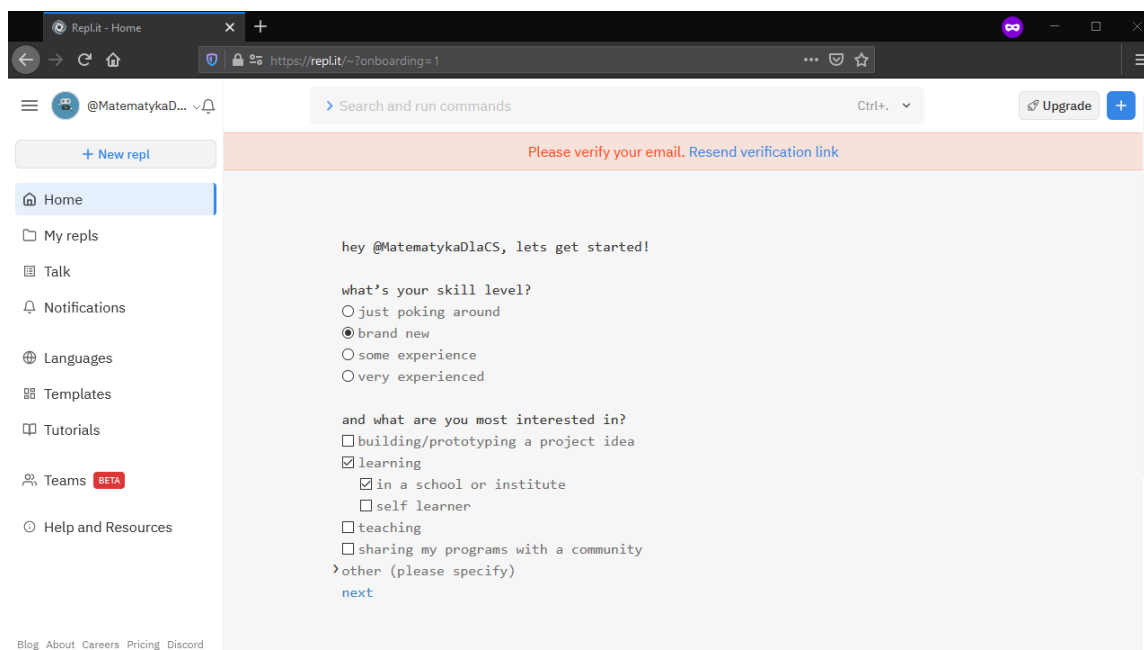 Repl.it - Home
https://repl.it/~?onboarding=1
@MatematykaD...
Search and run commands
Ctrl+.
Upgrade
+ New repl
Please verify your email. Resend verification link
Home
My repls
Talk
Notifications
Languages
Templates
Tutorials
Teams BETA
Help and Resources
Blog About Careers Pricing Discord
hey @MatematykaDlaCS, lets get started!
what's your skill level?
just poking around
brand new
some experience
very experienced
and what are you most interested in?
building/prototyping a project idea
learning
in a school or institute
self learner
teaching
sharing my programs with a community
other (please specify)
next